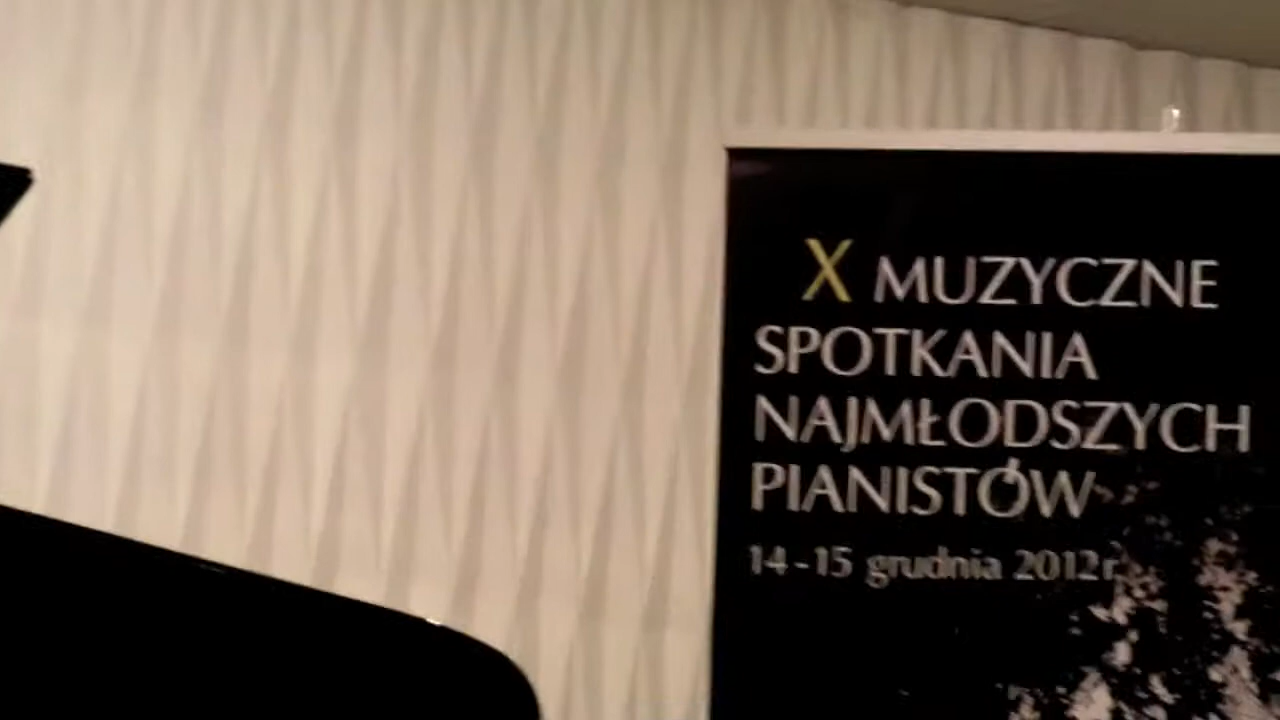 X MUZYCZNE
SPOTKANIA
NAJMŁODSZYCH
PIANISTÓW
14-15 grudnia 2012r.